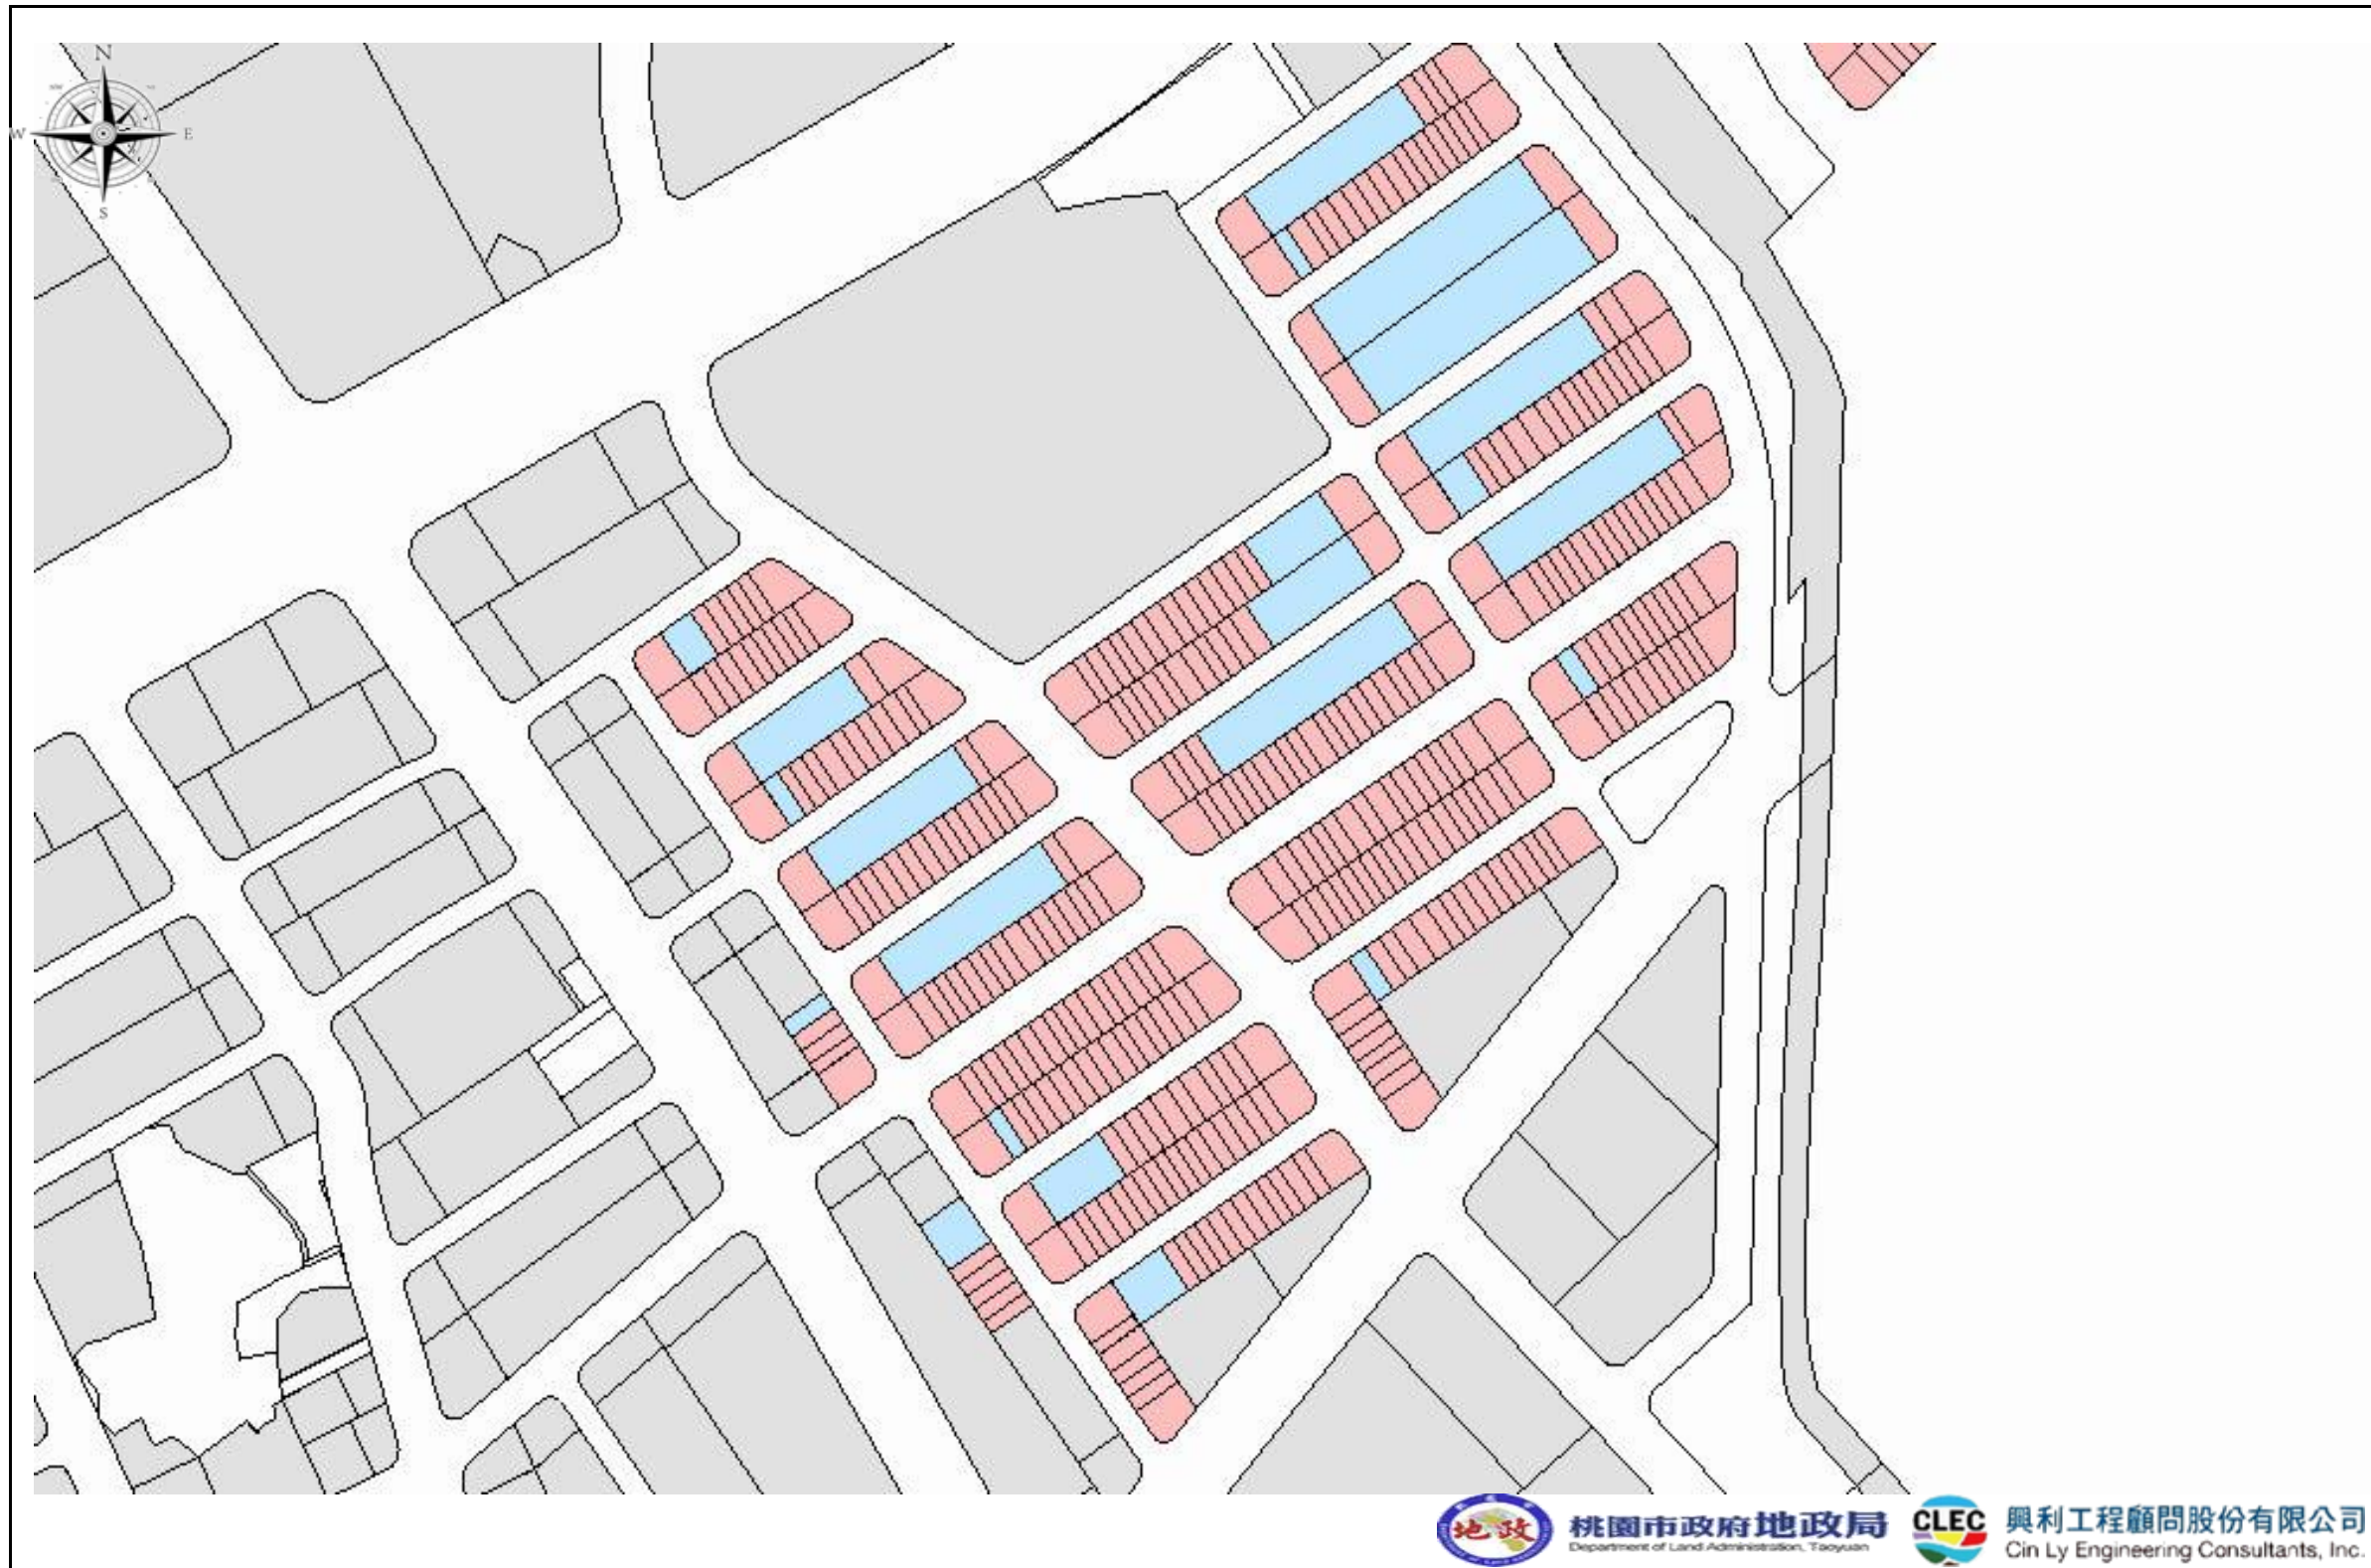 N
W
E
S
地政
桃園市政府地政局
Department of Land Administration, Taoyuan
CLEC
興利工程顧問股份有限公司
Cin Ly Engineering Consultants, Inc.